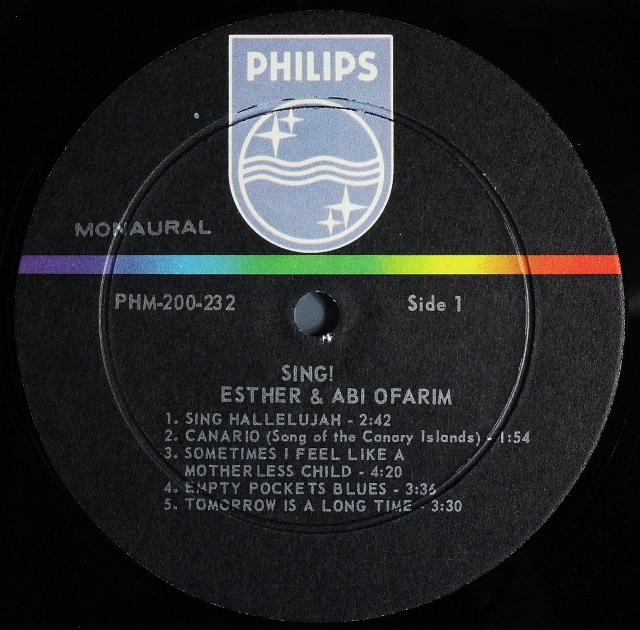 PHILIPS
MONAURAL
PHM-200-232 Side 1
SING!
ESTHER & ABI OFARIM
1. SING HALLELUJAH - 2:42
2. CANARIO (Song of the Canary Islands) - 1:54
3. SOMETIMES I FEEL LIKE A
MOTHERLESS CHILD - 4:20
4. EMPTY POCKETS BLUES - 3:36
5. TOMORROW IS A LONG TIME - 3:30